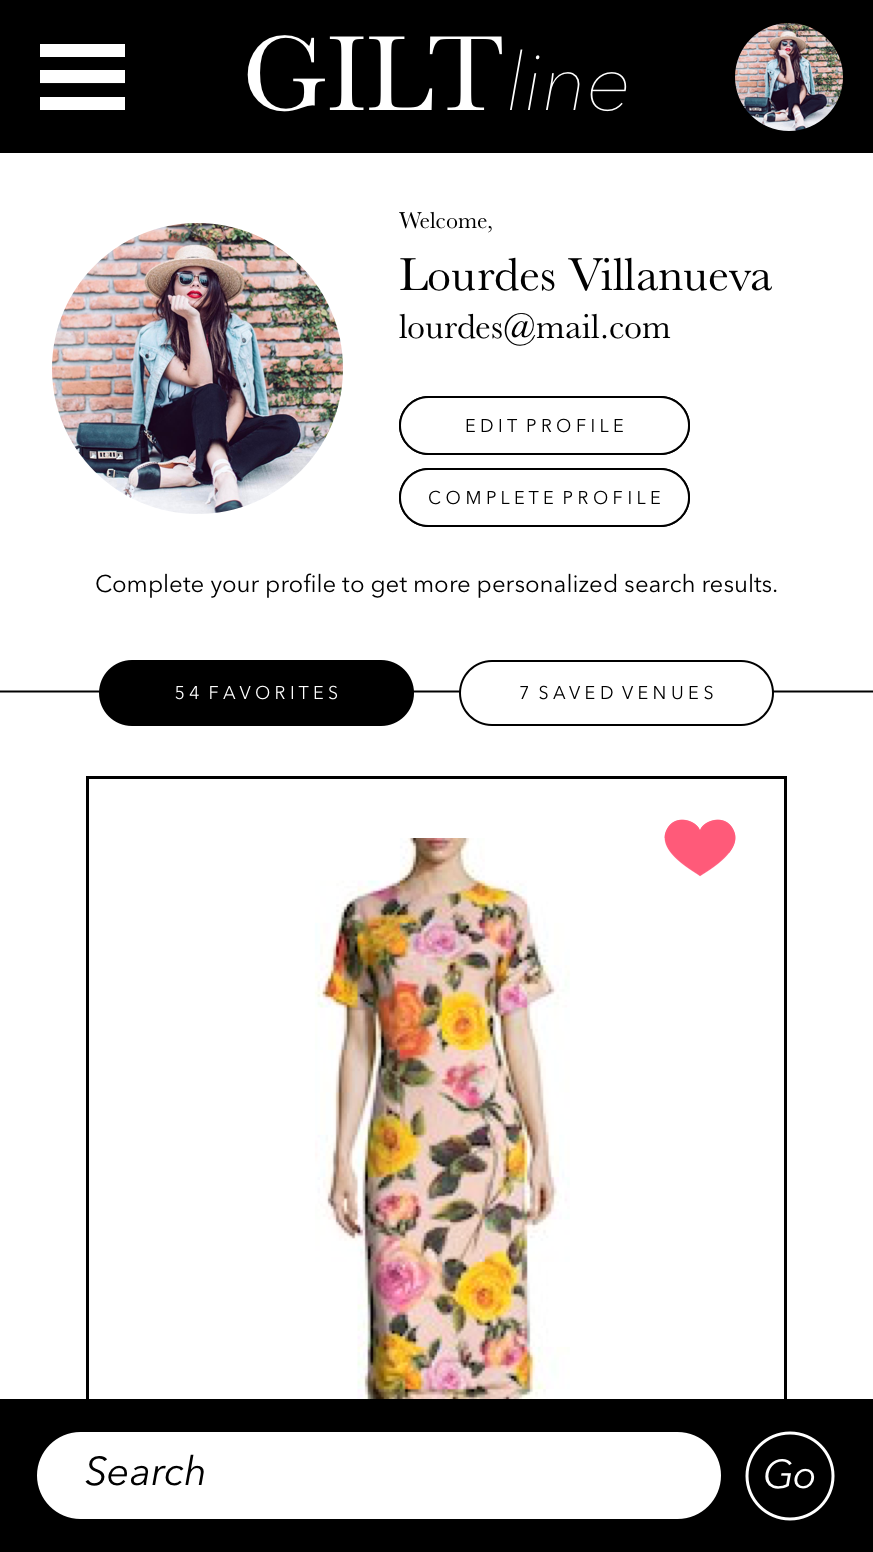 GILTline
Welcome,
Lourdes Villanueva
lourdes@mail.com
EDIT PROFILE
COMPLETE PROFILE
Complete your profile to get more personalized search results.
54 FAVORITES
7 SAVED VENUES
Search
Go